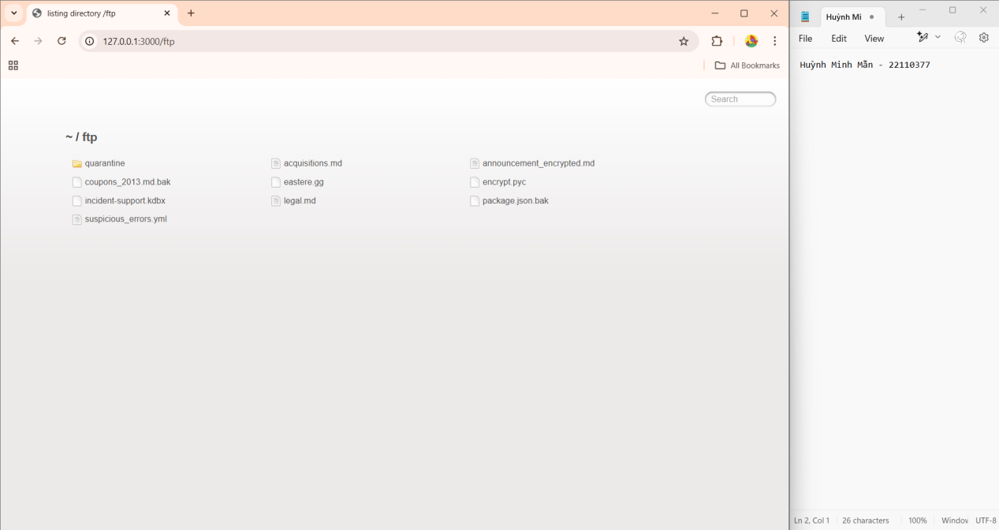 listing directory /ftp
127.0.0.1:3000/ftp
All Bookmarks
Search
~ / ftp
quarantine
acquisitions.md
announcement_encrypted.md
coupons_2013.md.bak
eastere.gg
encrypt.pyc
incident-support.kdbx
legal.md
package.json.bak
suspicious_errors.yml
Huỳnh Mi
File Edit View
Huỳnh Minh Mẫn - 22110377
Ln 2, Col 1 26 characters 100% Window UTF-8